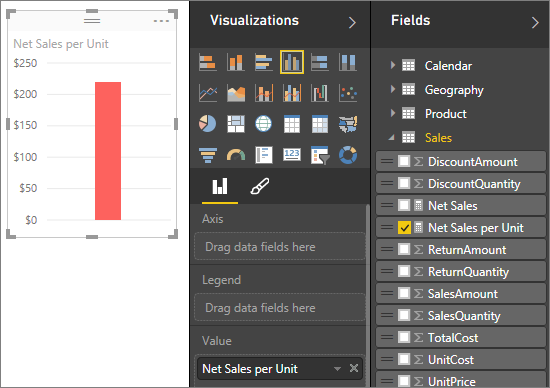 Net Sales per Unit
$250
$200
$150
$100
$50
$0
Visualizations
123
R
Axis
Drag data fields here
Legend
Drag data fields here
Value
Net Sales per Unit
Fields
Calendar
Geography
Product
Sales
DiscountAmount
DiscountQuantity
Net Sales
Net Sales per Unit
ReturnAmount
ReturnQuantity
SalesAmount
SalesQuantity
TotalCost
UnitCost
UnitPrice